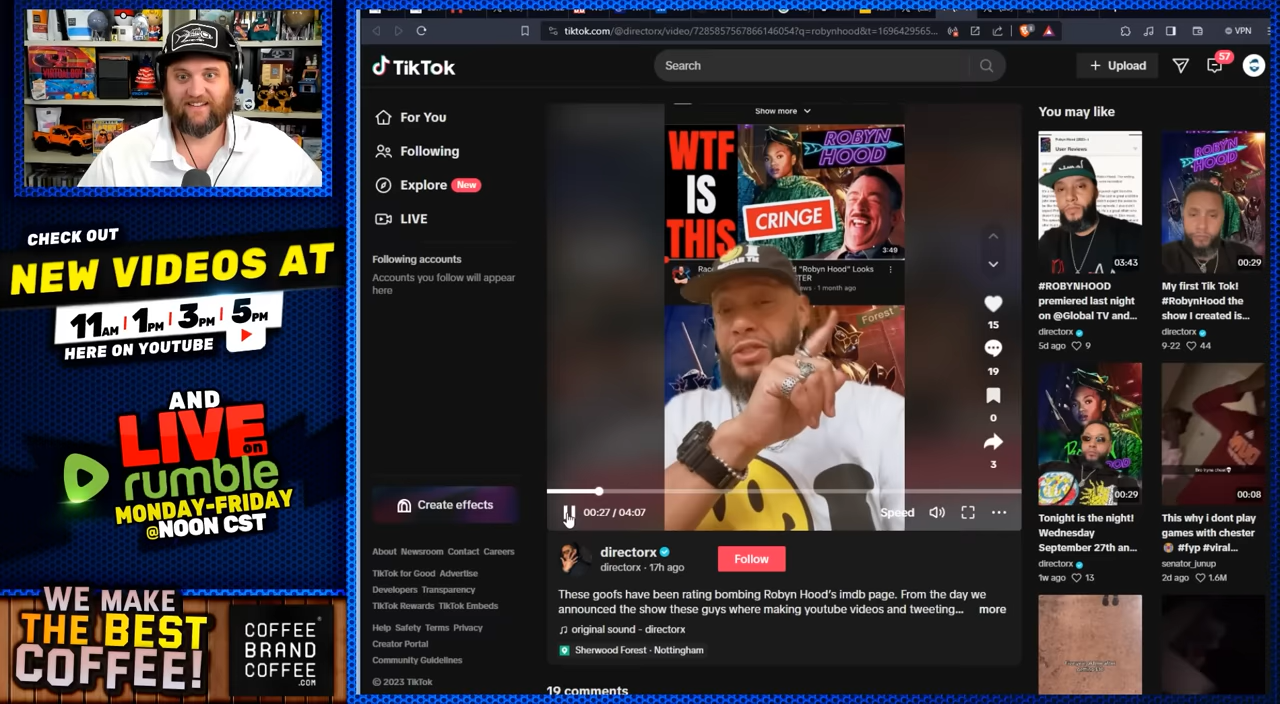 CHECK OUT
NEW VIDEOS AT
11AM | 1PM | 3PM | 5PM
HERE ON YOUTUBE
AND
LIVE
on
rumble
MONDAY-FRIDAY
@NOON CST
WE MAKE
THE BEST
COFFEE!
COFFEE
BRAND
COFFEE
.COM
tiktok.com/@directorx/video/7285857567866146054?q=robynhood&t=1696429565...
VPN
TikTok
Search
+ Upload
57
For You
Following
Explore New
LIVE
Following accounts
Accounts you follow will appear
here
Create effects
About Newsroom Contact Careers
TikTok for Good Advertise
Developers Transparency
TikTok Rewards TikTok Embeds
Help Safety Terms Privacy
Creator Portal
Community Guidelines
© 2023 TikTok
Show more
WTF
IS
THIS
ROBYN
HOOD
CRINGE
3:49
"Robyn Hood" Looks
1 month ago
Forest
15
19
0
3
00:27 / 04:07
Speed
directorx
directorx · 17h ago
Follow
These goofs have been rating bombing Robyn Hood's imdb page. From the day we
announced the show these guys where making youtube videos and tweeting... more
original sound - directorx
Sherwood Forest · Nottingham
19 comments
You may like
User Reviews
03:43
#ROBYNHOOD
premiered last night
on @Global TV and...
directorx
5d ago 9
ROBYN
HOOD
00:29
My first Tik Tok!
#RobynHood the
show I created is...
directorx
9-22 44
00:29
Tonight is the night!
Wednesday
September 27th an...
directorx
1w ago 13
00:08
This why i dont play
games with chester
#fyp #viral...
senator_junup
2d ago 1.6M